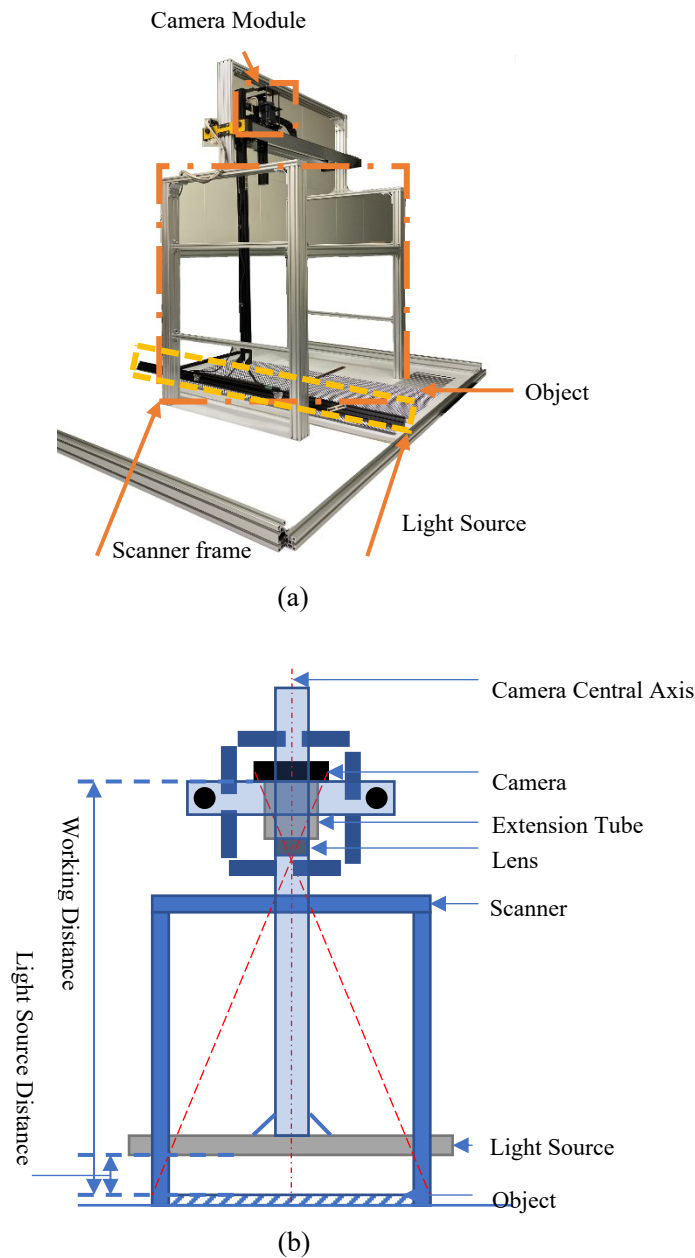 Camera Module
Object
Light Source
Scanner frame
(a)
Camera Central Axis
Camera
Extension Tube
Lens
Scanner
Working Distance
Light Source Distance
Light Source
Object
(b)